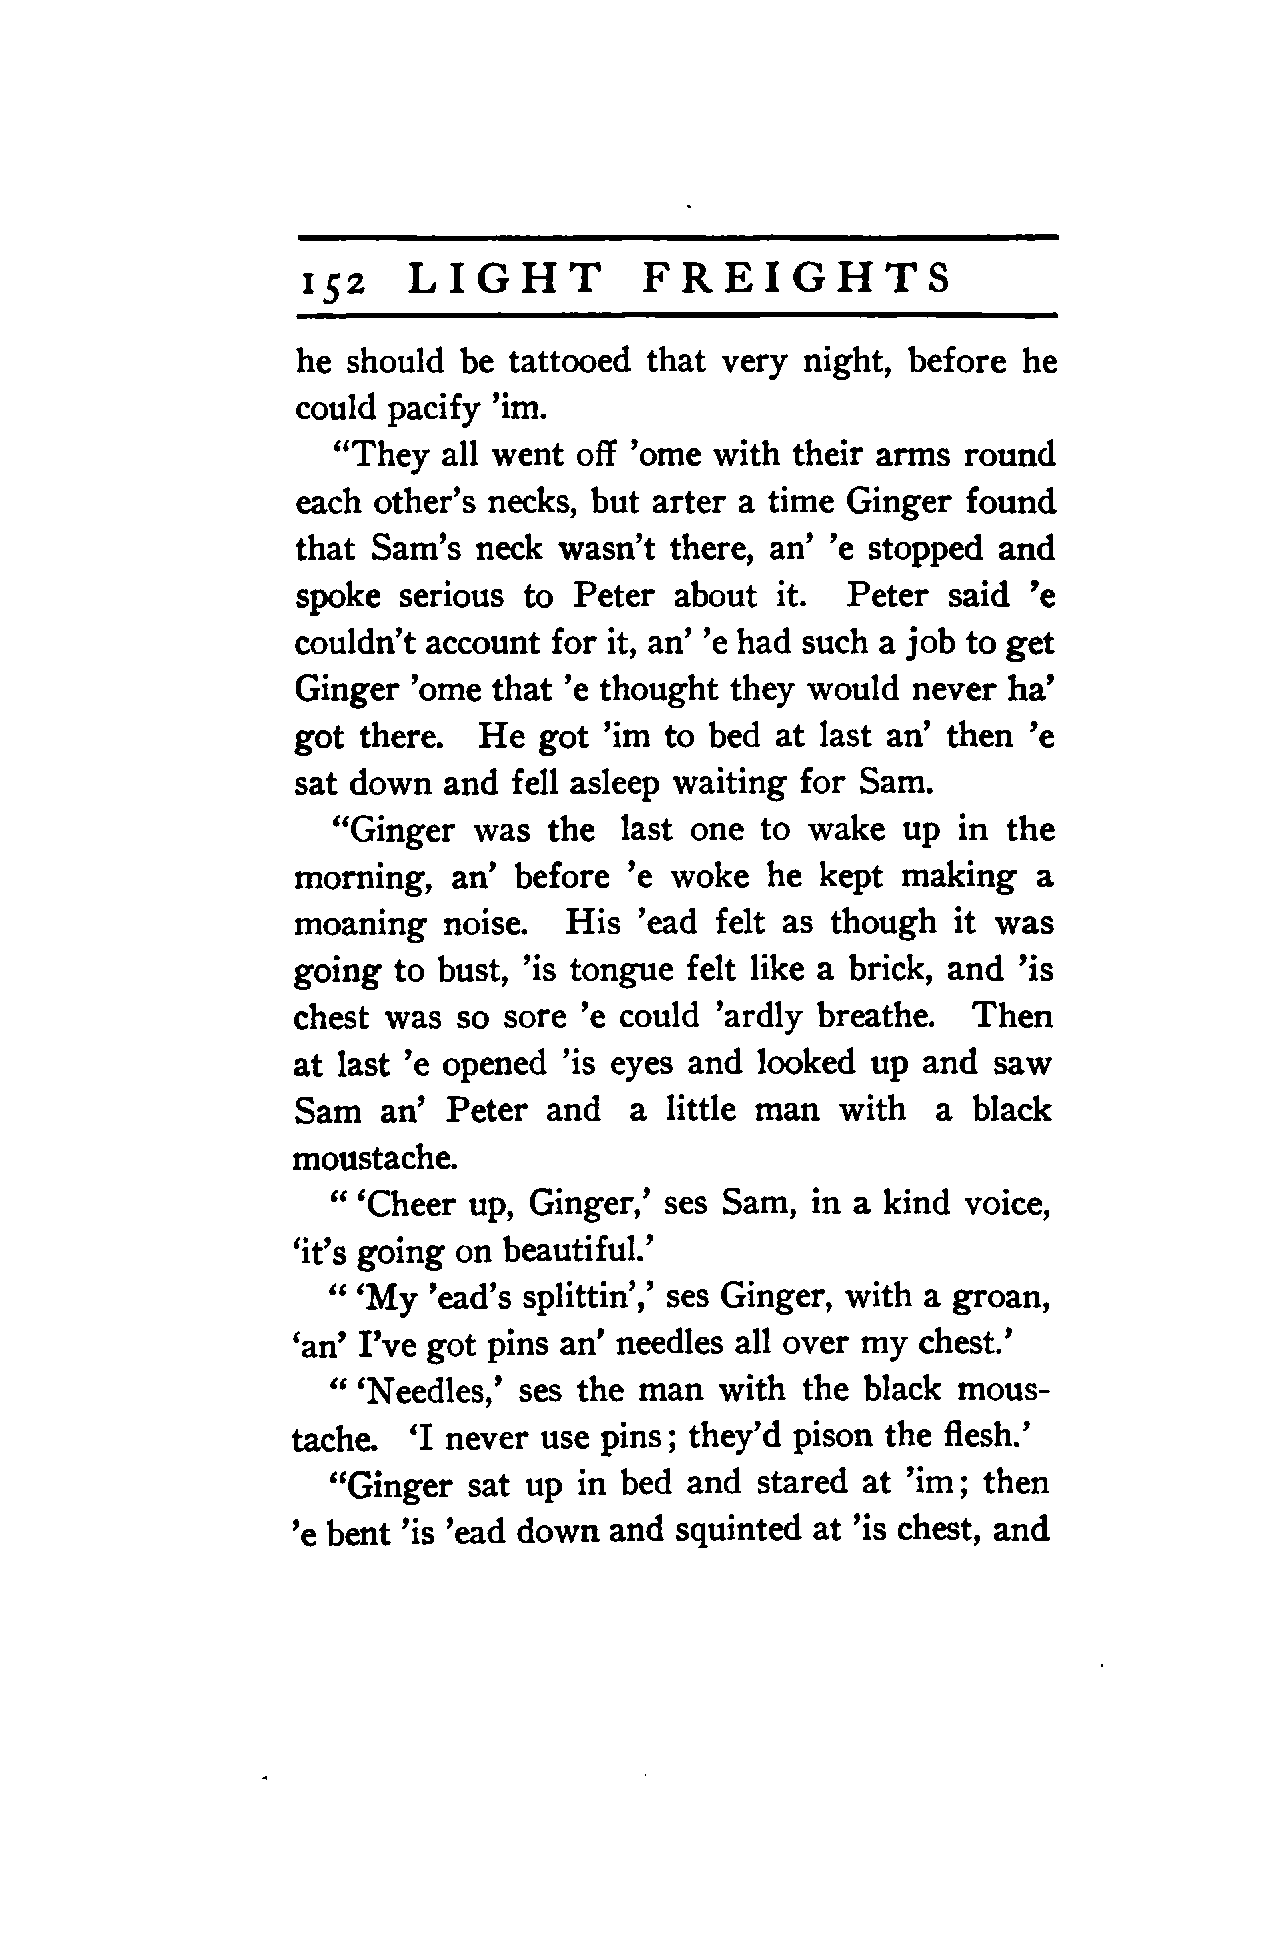 152 LIGHT FREIGHTS
he should be tattooed that very night, before he
could pacify 'im.
"They all went off 'ome with their arms round
each other's necks, but arter a time Ginger found
that Sam's neck wasn't there, an' 'e stopped and
spoke serious to Peter about it. Peter said 'e
couldn't account for it, an' 'e had such a job to get
Ginger 'ome that 'e thought they would never ha'
got there. He got 'im to bed at last an' then 'e
sat down and fell asleep waiting for Sam.
"Ginger was the last one to wake up in the
morning, an' before 'e woke he kept making a
moaning noise. His 'ead felt as though it was
going to bust, 'is tongue felt like a brick, and 'is
chest was so sore 'e could 'ardly breathe. Then
at last 'e opened 'is eyes and looked up and saw
Sam an' Peter and a little man with a black
moustache.
" 'Cheer up, Ginger,' ses Sam, in a kind voice,
'it's going on beautiful.'
" 'My 'ead's splittin',' ses Ginger, with a groan,
'an' I've got pins an' needles all over my chest.'
" 'Needles,' ses the man with the black mous-
tache. 'I never use pins; they'd pison the flesh.'
"Ginger sat up in bed and stared at 'im; then
'e bent 'is 'ead down and squinted at 'is chest, and